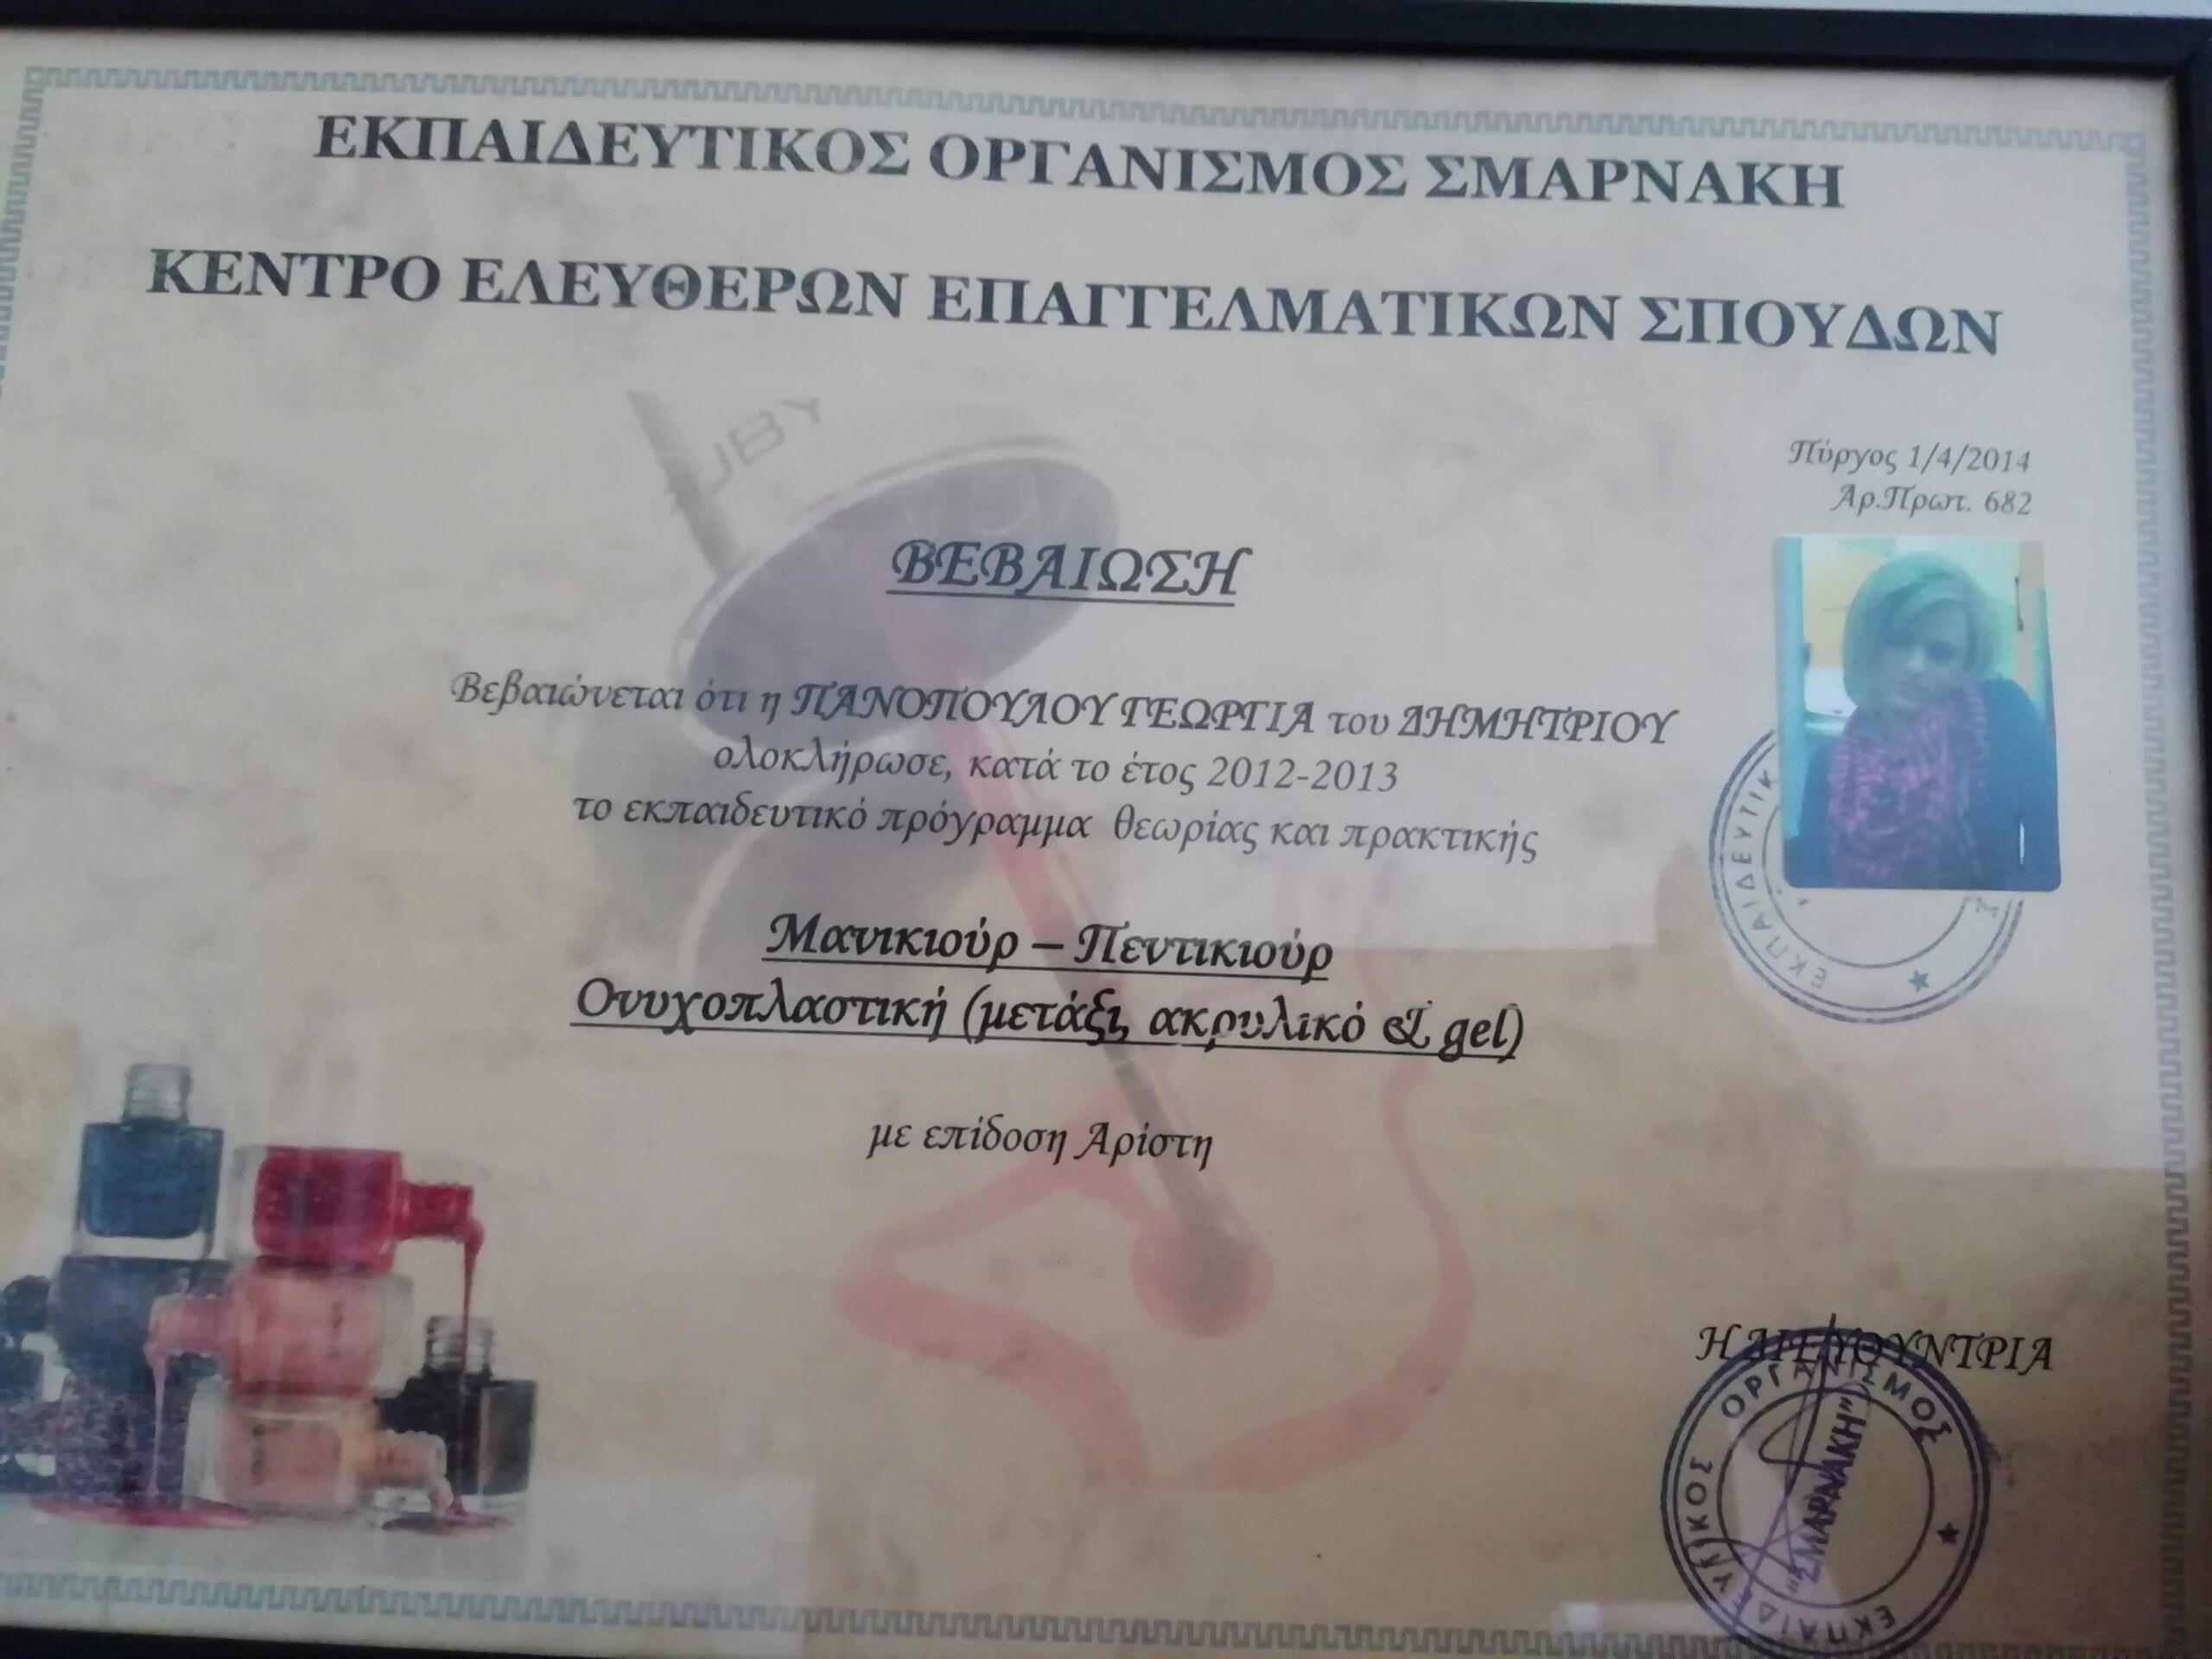 ΕΚΠΑΙΔΕΥΤΙΚΟΣ ΟΡΓΑΝΙΣΜΟΣ ΣΜΑΡΝΑΚΗ
ΚΕΝΤΡΟ ΕΛΕΥΘΕΡΩΝ ΕΠΑΓΓΕΛΜΑΤΙΚΩΝ ΣΠΟΥΔΩΝ
Πύργος 1/4/2014
Αρ.Πρωτ. 682
ΒΕΒΑΙΩΣΗ
Βεβαιώνεται ότι η ΠΑΝΟΠΟΥΛΟΥ ΓΕΩΡΓΙΑ του ΔΗΜΗΤΡΙΟΥ
ολοκλήρωσε, κατά το έτος 2012-2013
το εκπαιδευτικό πρόγραμμα θεωρίας και πρακτικής
Μανικιούρ – Πεντικιούρ
Ονυχοπλαστική (μετάξι, ακρυλικό & gel)
με επίδοση Αρίστη
Η ΔΙΕΥΘΥΝΤΡΙΑ
ΕΚΠΑΙΔΕΥΤΙΚΟΣ ΟΡΓΑΝΙΣΜΟΣ
"ΣΜΑΡΝΑΚΗ"